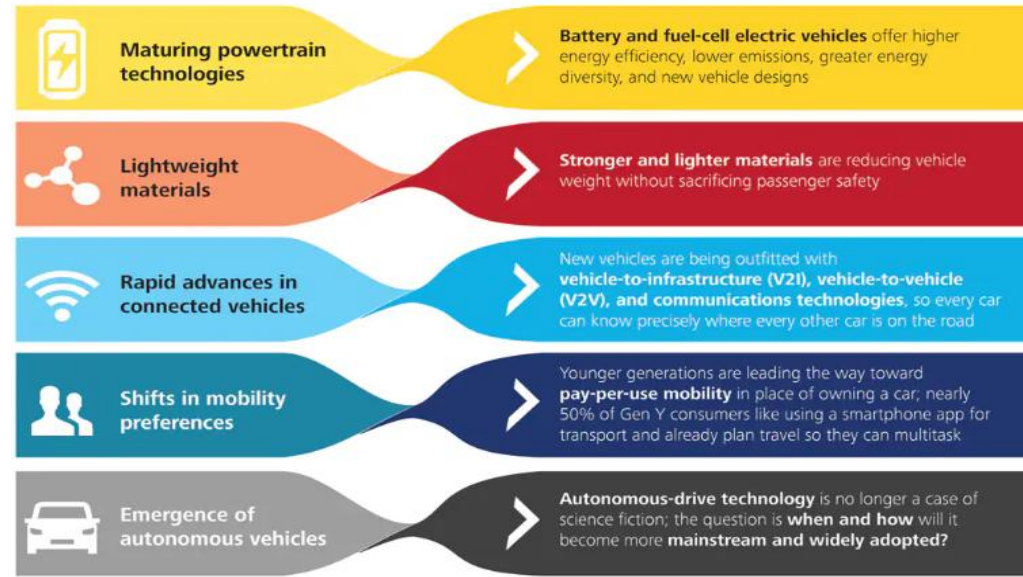 Maturing powertrain
technologies
Battery and fuel-cell electric vehicles offer higher
energy efficiency, lower emissions, greater energy
diversity, and new vehicle designs
Lightweight
materials
Stronger and lighter materials are reducing vehicle
weight without sacrificing passenger safety
Rapid advances in
connected vehicles
New vehicles are being outfitted with
vehicle-to-infrastructure (V2I), vehicle-to-vehicle
(V2V), and communications technologies, so every car
can know precisely where every other car is on the road
Shifts in mobility
preferences
Younger generations are leading the way toward
pay-per-use mobility in place of owning a car; nearly
50% of Gen Y consumers like using a smartphone app for
transport and already plan travel so they can multitask
Emergence of
autonomous vehicles
Autonomous-drive technology is no longer a case of
science fiction; the question is when and how will it
become more mainstream and widely adopted?